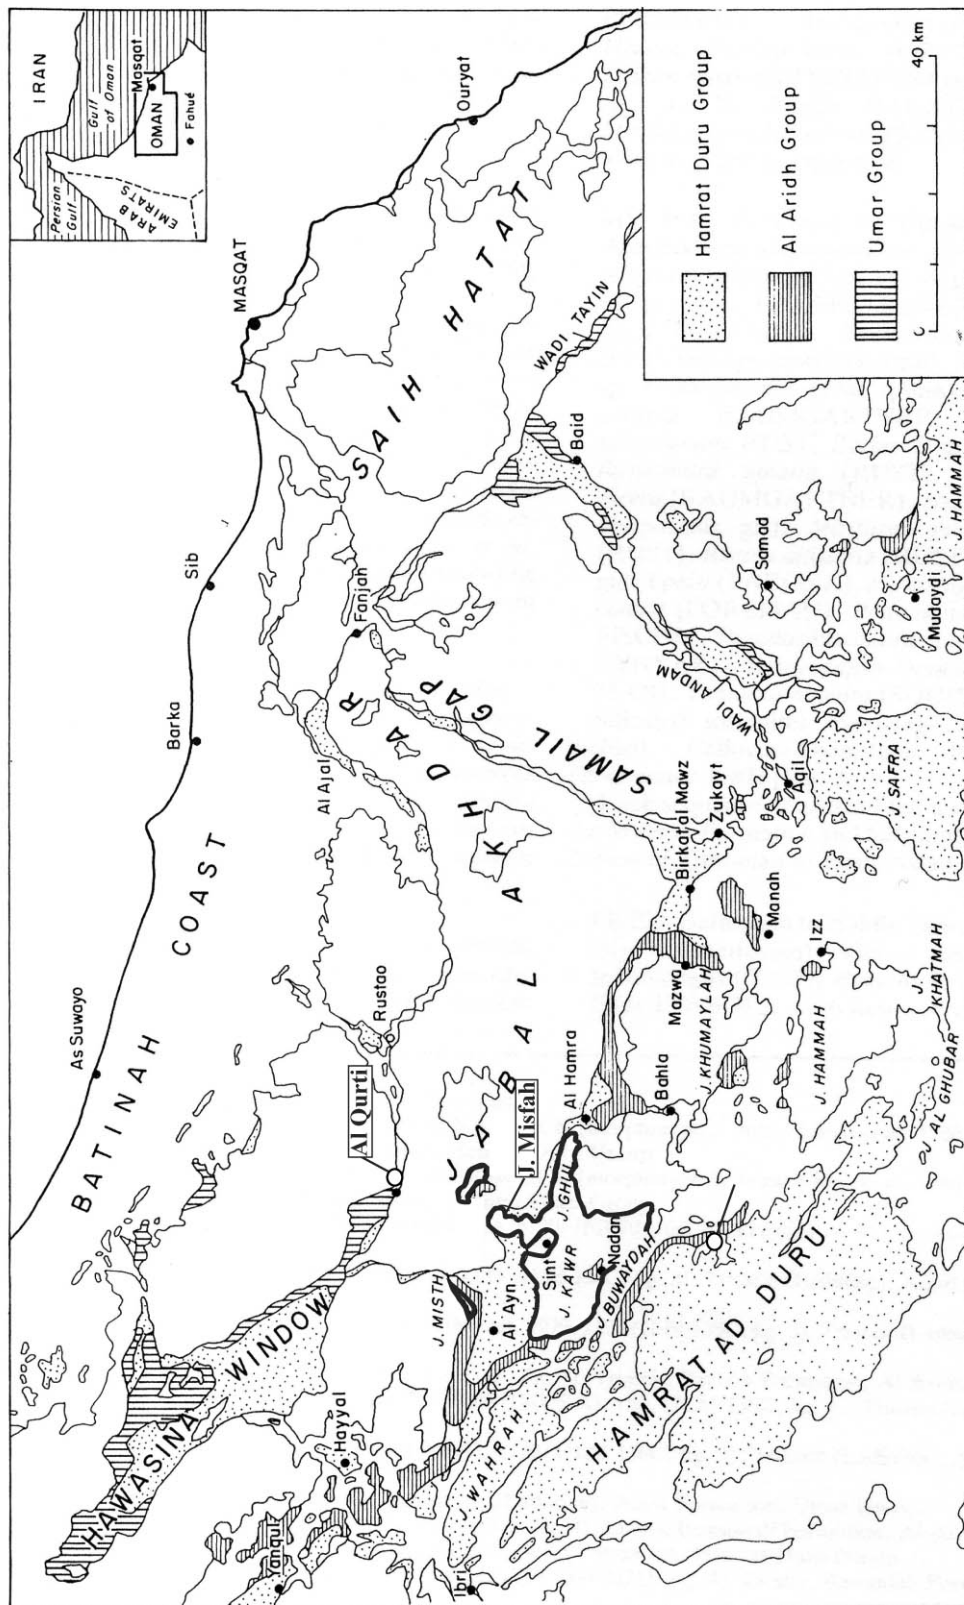 IRAN
Persian Gulf
Gulf of Oman
Masqat
OMAN
Fahué
ARAB EMIRATS
Hamrat Duru Group
Al Aridh Group
Umar Group
40 km
BATINAH COAST
As Suwayo
Barka
Sib
MASQAT
Ouryat
SAIH HATAT
WADI TAYIN
Fanjah
Al Ajal
Rustao
Al Qurti
HAWASINA WINDOW
JABAL AKHDAR
SAMAIL GAP
Baid
Samad
WADI ANDAM
Mudaydi
J. HAMMAH
Aqil
J. SAFRA
Zukayt
Birkat al Mawz
Manah
Izz
Mazwa
J. KHUMAYLAH
J. HAMMAH
J. KHATMAH
J. AL GHUBAR
Bahla
Al Hamra
J. Misfah
J. GHUL
Sint
J. KAWR
Nadan
J. BUWAYDAH
J. MISTH
Al Ayn
Hayyal
Yanqul
Ibri
J. WAHRAH
HAMRAT AD DURU